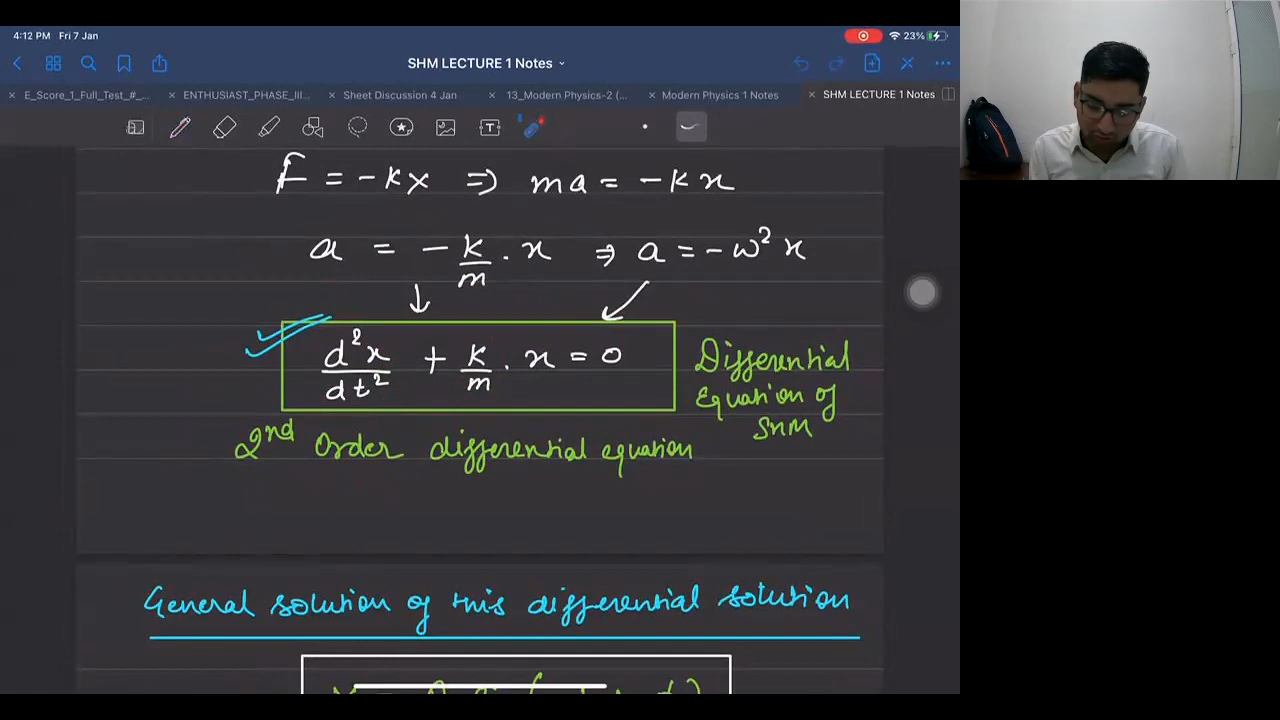 4:12 PM Fri 7 Jan
23%
SHM LECTURE 1 Notes
E_Score_1_Full_Test_#_...
ENTHUSIAST_PHASE_III...
Sheet Discussion 4 Jan
13_Modern Physics-2 (...
Modern Physics 1 Notes
SHM LECTURE 1 Notes
F = -kx ⇒ ma = -kx
a = -k/m . x ⇒ a = -ω²x
d²x/dt² + k/m . x = 0
Differential
Equation of
SHM
2nd Order differential equation
General solution of this differential solution